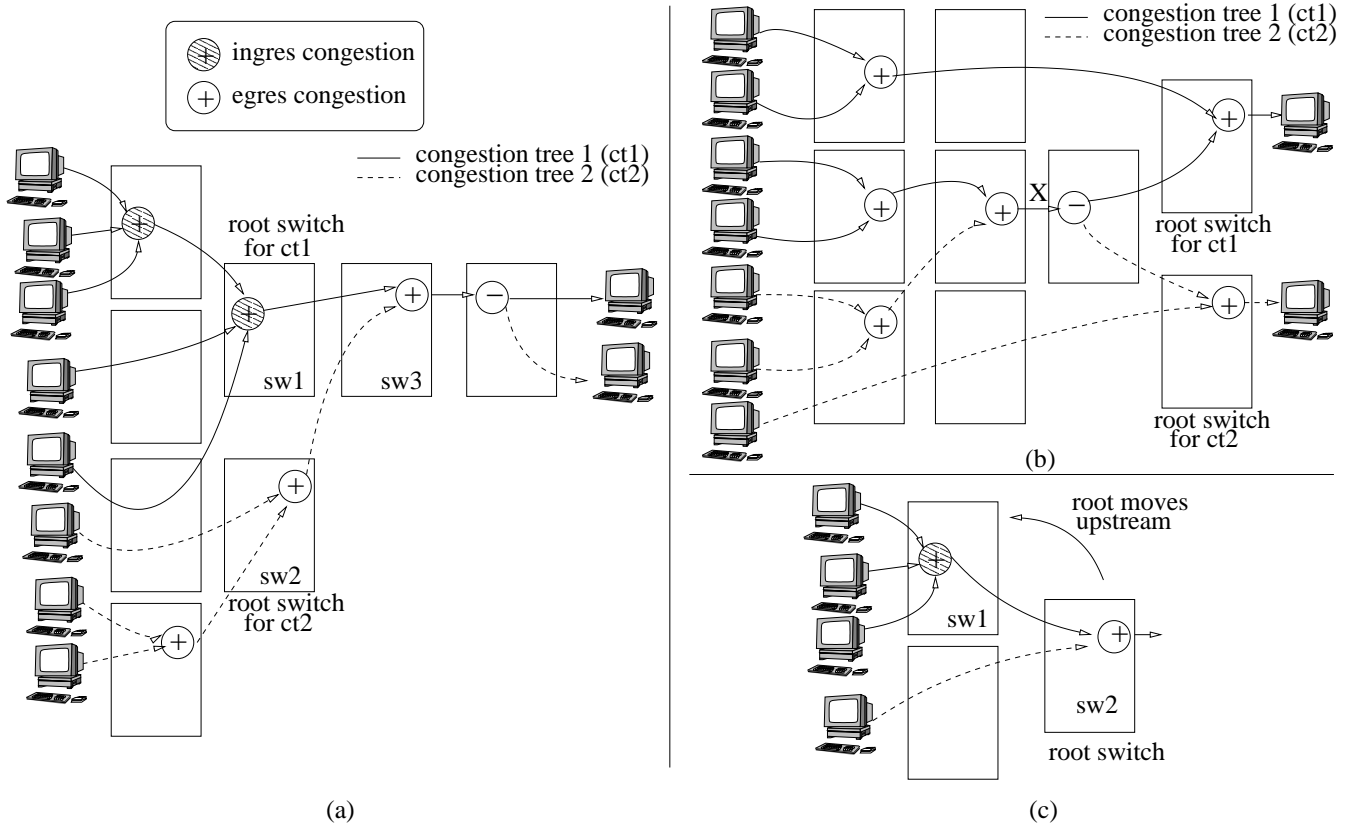 ingres congestion
egres congestion
congestion tree 1 (ct1)
congestion tree 2 (ct2)
root switch
for ct1
sw1
sw3
sw2
root switch
for ct2
(a)
congestion tree 1 (ct1)
congestion tree 2 (ct2)
X
root switch
for ct1
root switch
for ct2
(b)
root moves
upstream
sw1
sw2
root switch
(c)